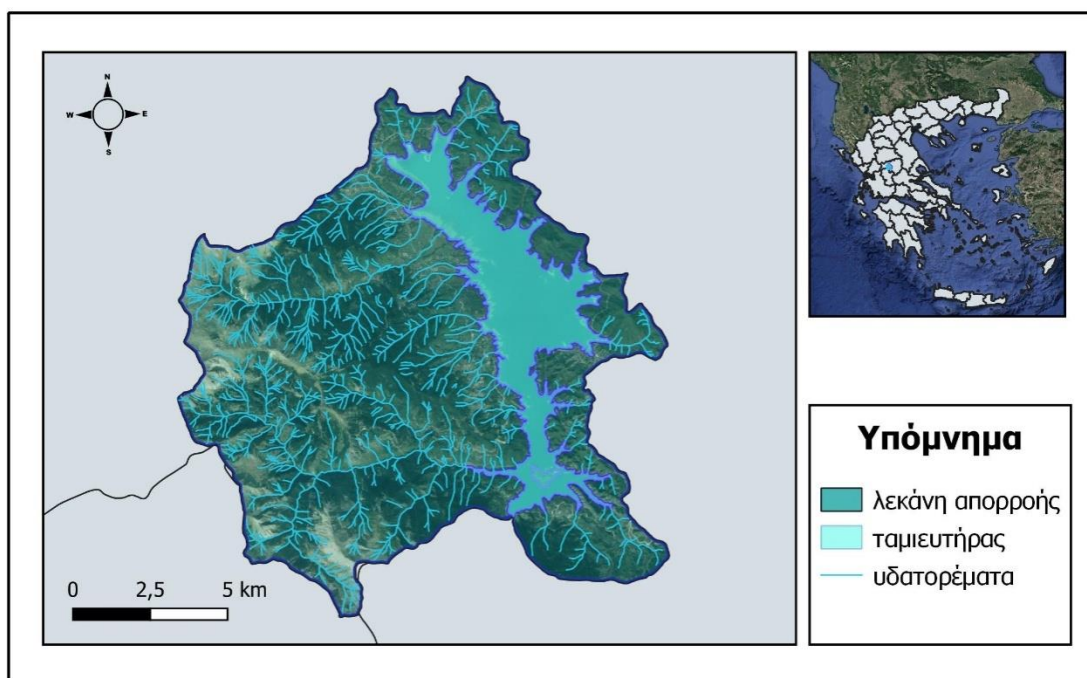 N
W E
S
0 2,5 5 km
Υπόμνημα
λεκάνη απορροής
ταμιευτήρας
υδατορέματα